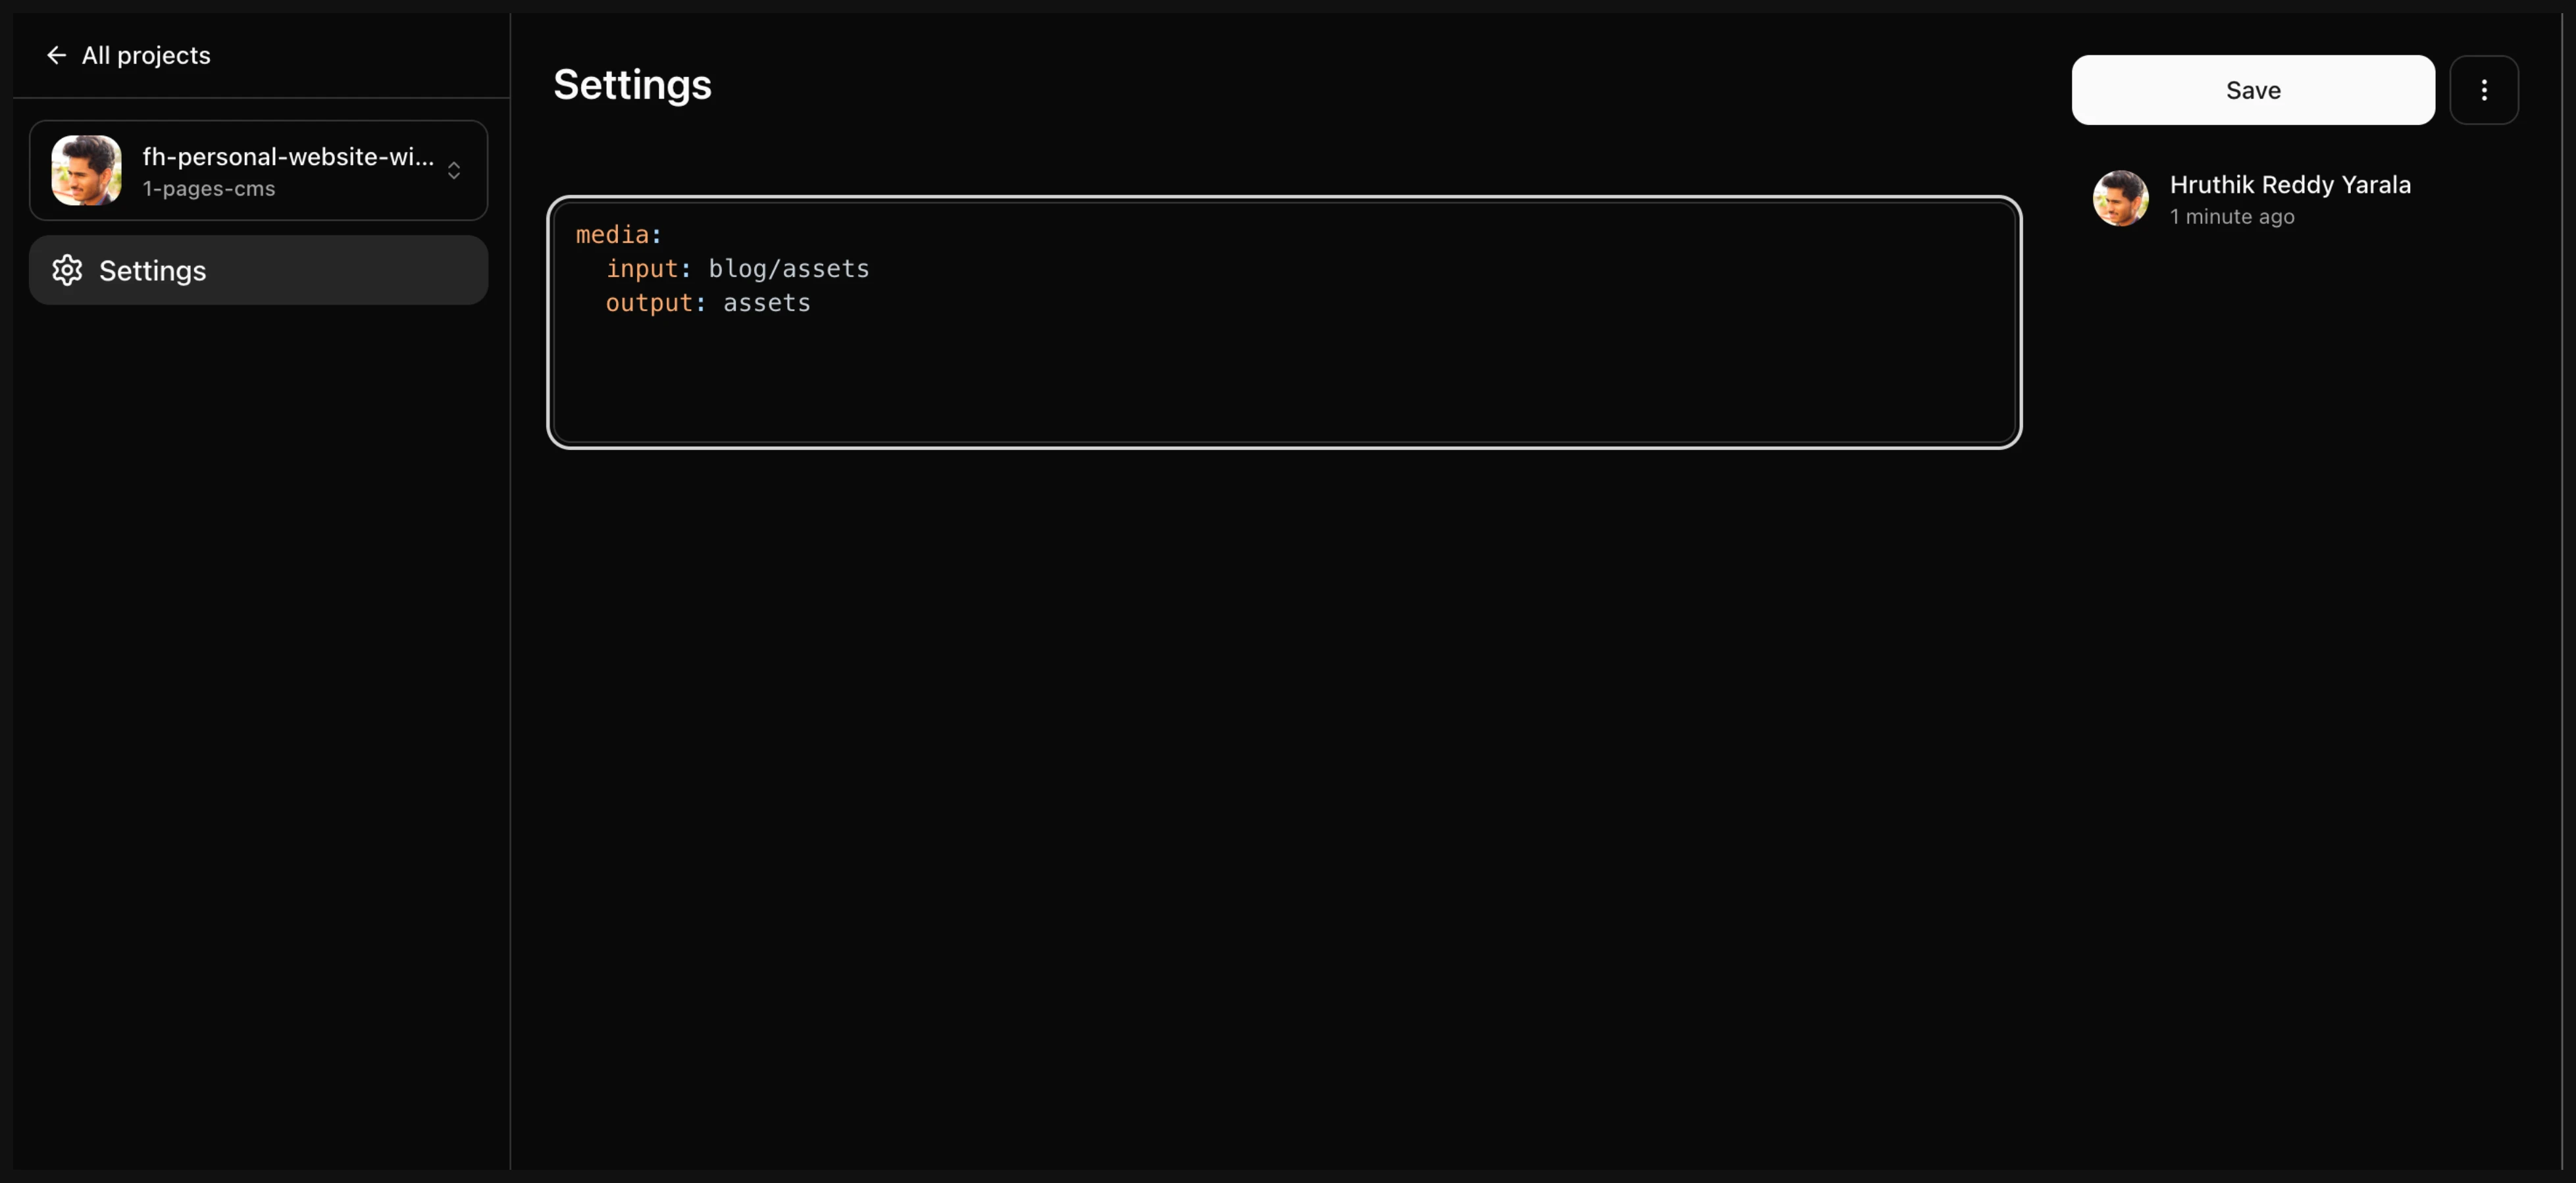 All projects
fh-personal-website-wi...
1-pages-cms
Settings
Settings
media:
  input: blog/assets
  output: assets
Save
Hruthik Reddy Yarala
1 minute ago